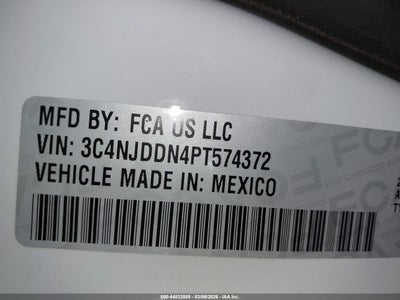 MFD BY: FCA US LLC
VIN: 3C4NJDDN4PT574372
VEHICLE MADE IN: MEXICO